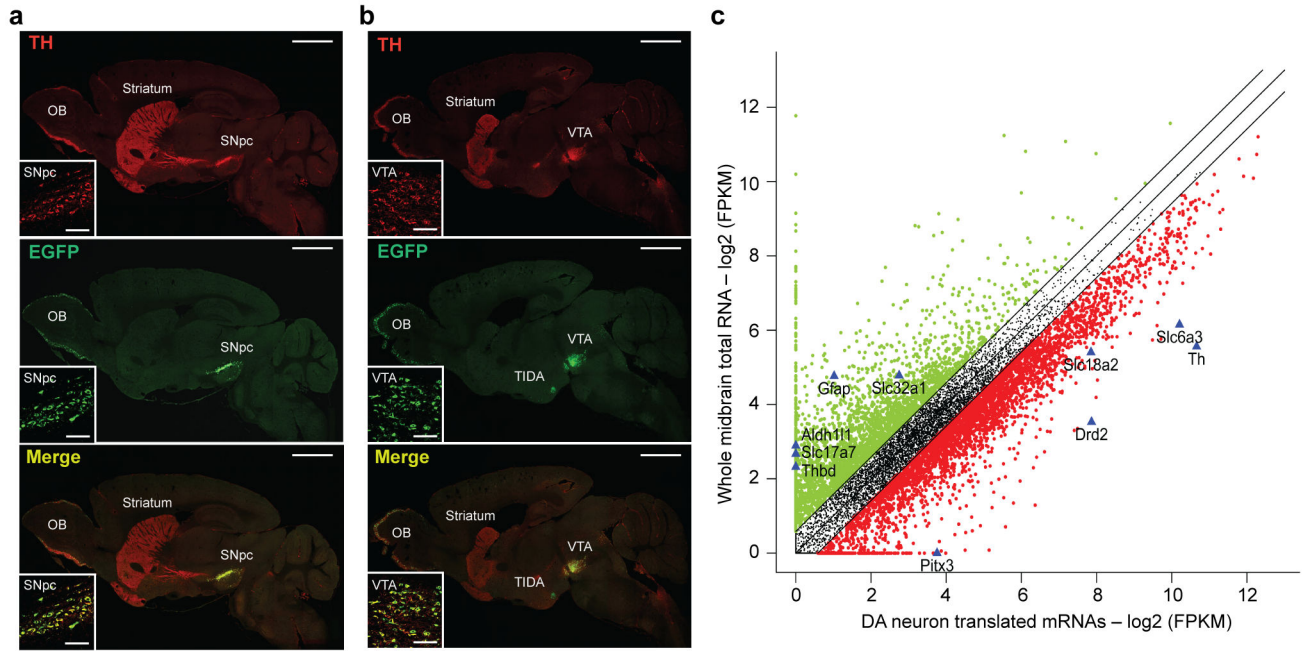 a
TH
OB
Striatum
SNpc
SNpc
EGFP
OB
SNpc
SNpc
Merge
OB
Striatum
SNpc
SNpc
b
TH
OB
Striatum
VTA
VTA
EGFP
OB
VTA
TIDA
VTA
Merge
OB
Striatum
VTA
TIDA
VTA
c
Whole midbrain total RNA – log2 (FPKM)
12
10
8
6
4
2
0
Slc6a3
Th
Slc18a2
Gfap
Slc32a1
Drd2
Aldh1l1
Slc17a7
Thbd
Pitx3
0 2 4 6 8 10 12
DA neuron translated mRNAs – log2 (FPKM)